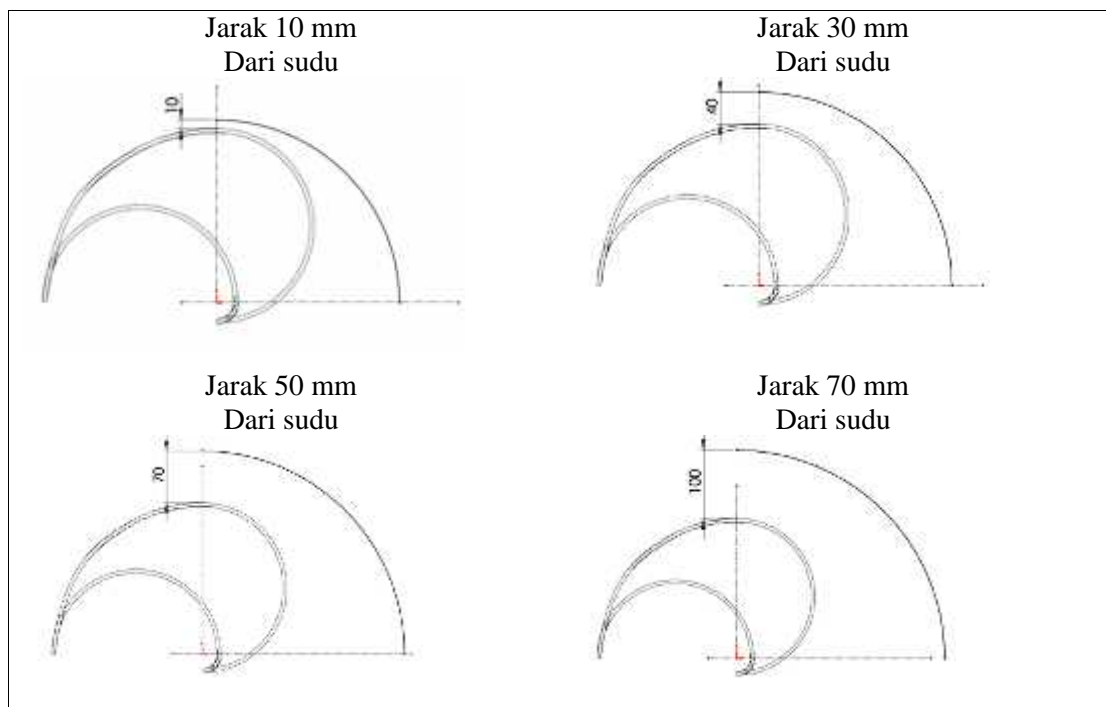 Jarak 10 mm
Dari sudu
10
Jarak 30 mm
Dari sudu
40
Jarak 50 mm
Dari sudu
70
Jarak 70 mm
Dari sudu
100